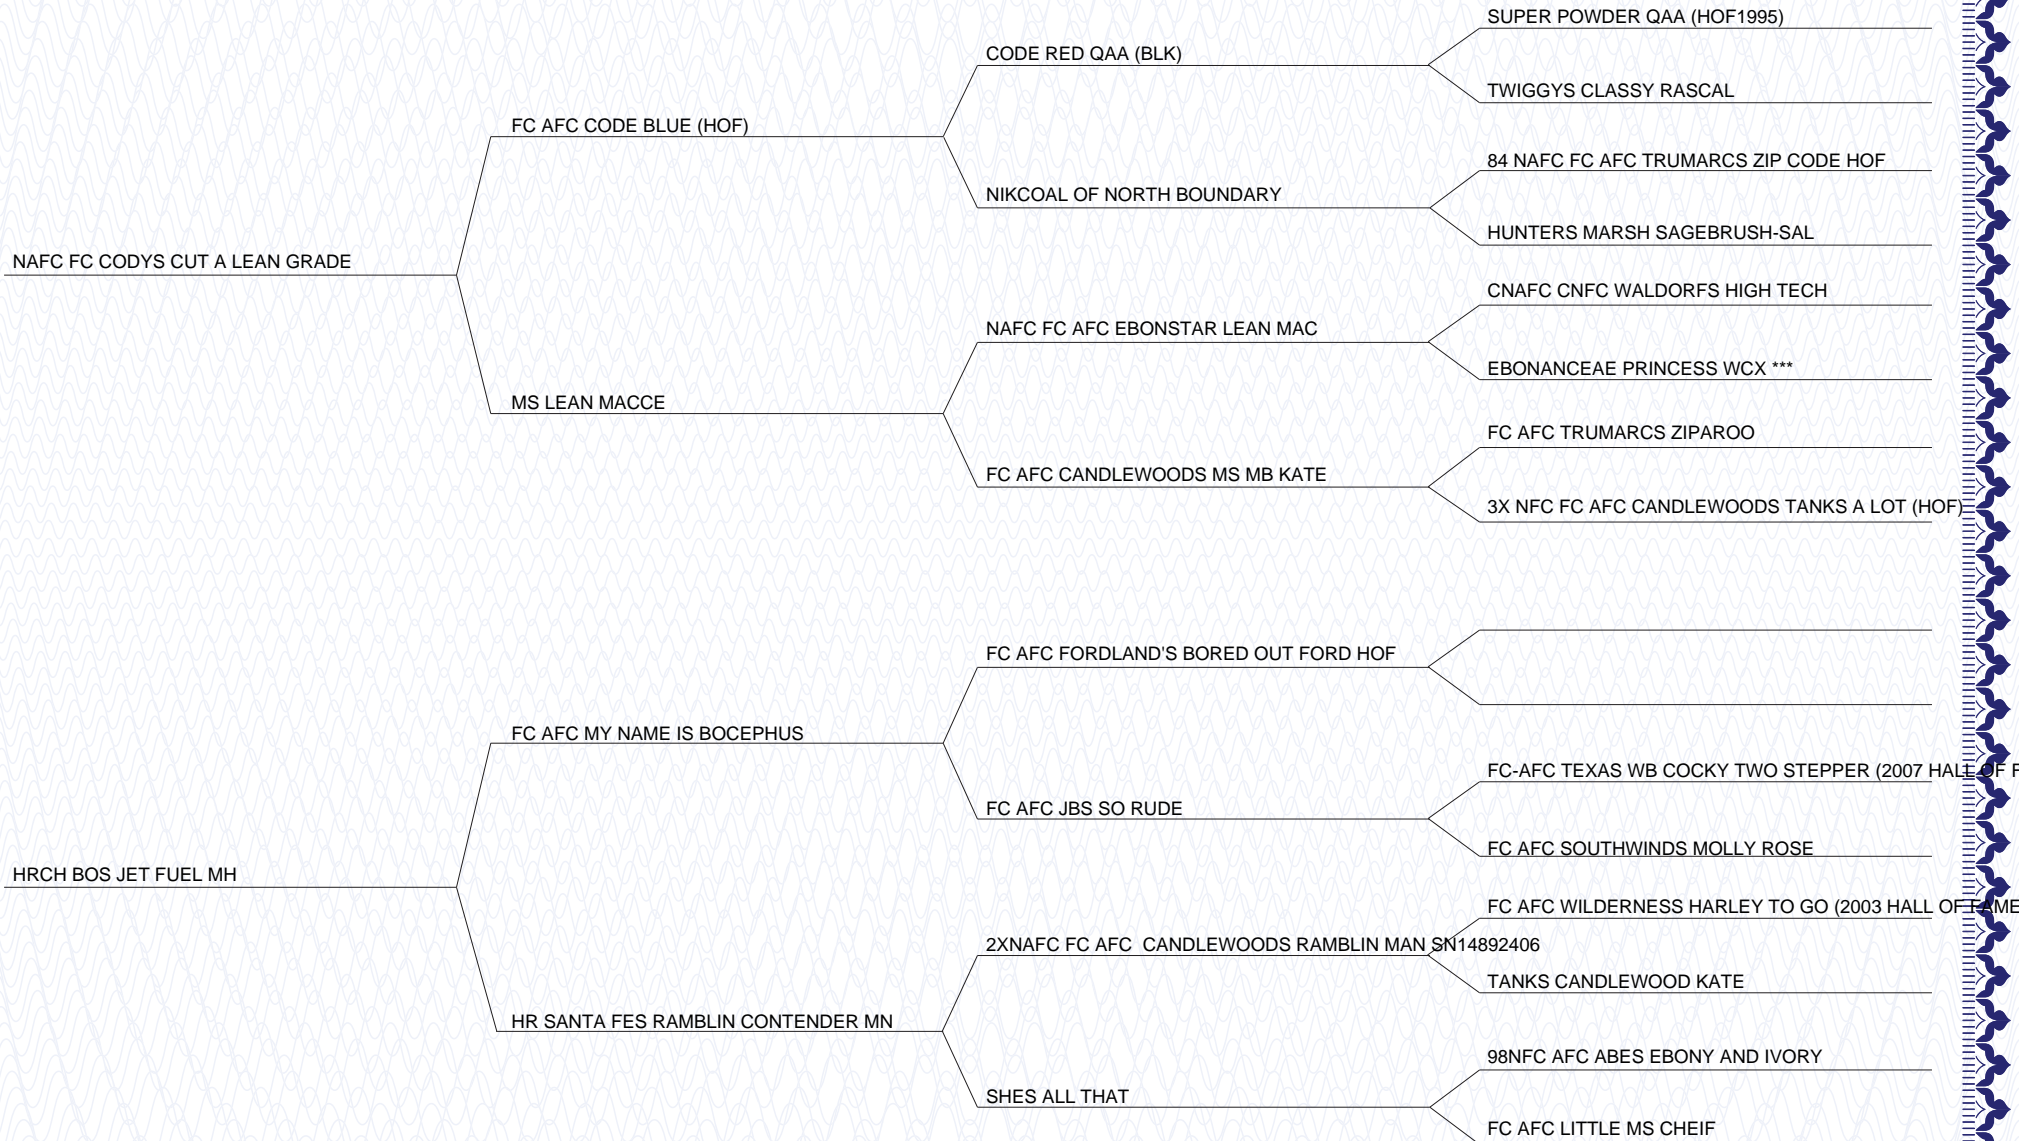 SUPER POWDER QAA (HOF1995)
CODE RED QAA (BLK)
TWIGGYS CLASSY RASCAL
FC AFC CODE BLUE (HOF)
84 NAFC FC AFC TRUMARCS ZIP CODE HOF
NIKCOAL OF NORTH BOUNDARY
HUNTERS MARSH SAGEBRUSH-SAL
NAFC FC CODYS CUT A LEAN GRADE
CNAFC CNFC WALDORFS HIGH TECH
NAFC FC AFC EBONSTAR LEAN MAC
EBONANCEAE PRINCESS WCX ***
MS LEAN MACCE
FC AFC TRUMARCS ZIPAROO
FC AFC CANDLEWOODS MS MB KATE
3X NFC FC AFC CANDLEWOODS TANKS A LOT (HOF)
FC AFC FORDLAND'S BORED OUT FORD HOF
FC AFC MY NAME IS BOCEPHUS
FC-AFC TEXAS WB COCKY TWO STEPPER (2007 HALL OF F
FC AFC JBS SO RUDE
FC AFC SOUTHWINDS MOLLY ROSE
HRCH BOS JET FUEL MH
FC AFC WILDERNESS HARLEY TO GO (2003 HALL OF FAME
2XNAFC FC AFC  CANDLEWOODS RAMBLIN MAN SN14892406
TANKS CANDLEWOOD KATE
HR SANTA FES RAMBLIN CONTENDER MN
98NFC AFC ABES EBONY AND IVORY
SHES ALL THAT
FC AFC LITTLE MS CHEIF